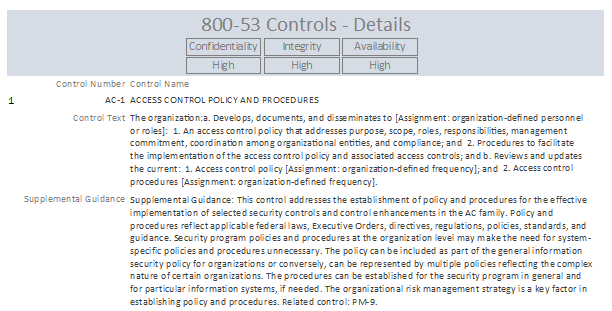 800-53 Controls - Details
Confidentiality Integrity Availability
High High High
Control Number Control Name
1 AC-1 ACCESS CONTROL POLICY AND PROCEDURES
Control Text The organization:a. Develops, documents, and disseminates to [Assignment: organization-defined personnel
or roles]: 1. An access control policy that addresses purpose, scope, roles, responsibilities, management
commitment, coordination among organizational entities, and compliance; and 2. Procedures to facilitate
the implementation of the access control policy and associated access controls; and b. Reviews and updates
the current: 1. Access control policy [Assignment: organization-defined frequency]; and 2. Access control
procedures [Assignment: organization-defined frequency].
Supplemental Guidance Supplemental Guidance: This control addresses the establishment of policy and procedures for the effective
implementation of selected security controls and control enhancements in the AC family. Policy and
procedures reflect applicable federal laws, Executive Orders, directives, regulations, policies, standards, and
guidance. Security program policies and procedures at the organization level may make the need for system-
specific policies and procedures unnecessary. The policy can be included as part of the general information
security policy for organizations or conversely, can be represented by multiple policies reflecting the complex
nature of certain organizations. The procedures can be established for the security program in general and
for particular information systems, if needed. The organizational risk management strategy is a key factor in
establishing policy and procedures. Related control: PM-9.